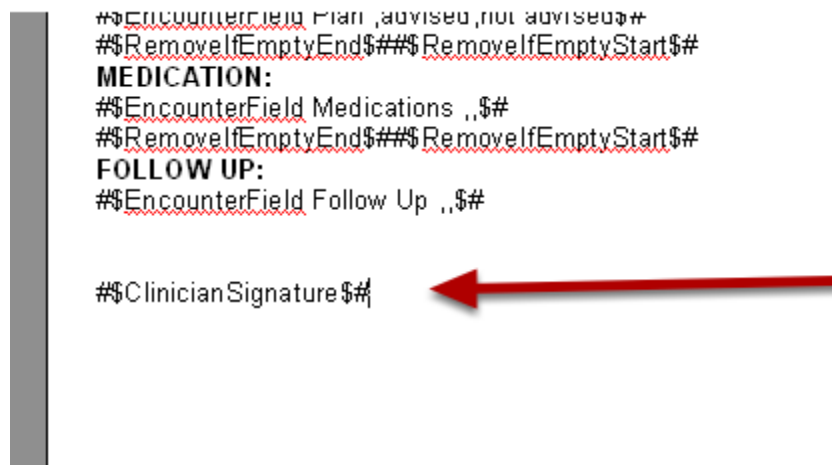 #$EncounterField Plan ,advised,not advised$#
#$RemoveIfEmptyEnd$##$RemoveIfEmptyStart$#
MEDICATION:
#$EncounterField Medications ,,$#
#$RemoveIfEmptyEnd$##$RemoveIfEmptyStart$#
FOLLOW UP:
#$EncounterField Follow Up ,,$#
#$ClinicianSignature$#